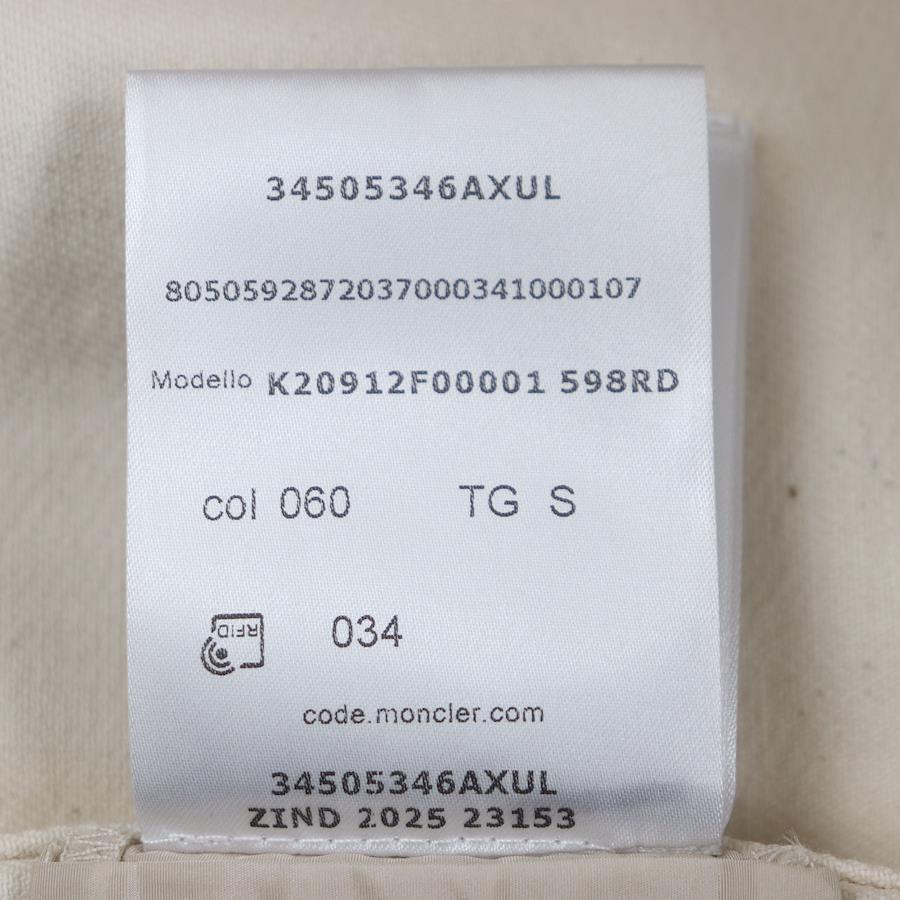 34505346AXUL
8050592872037000341000107
Modello K20912F00001 598RD
col 060 TG S
RFID 034
code.moncler.com
34505346AXUL
ZIND 2025 23153